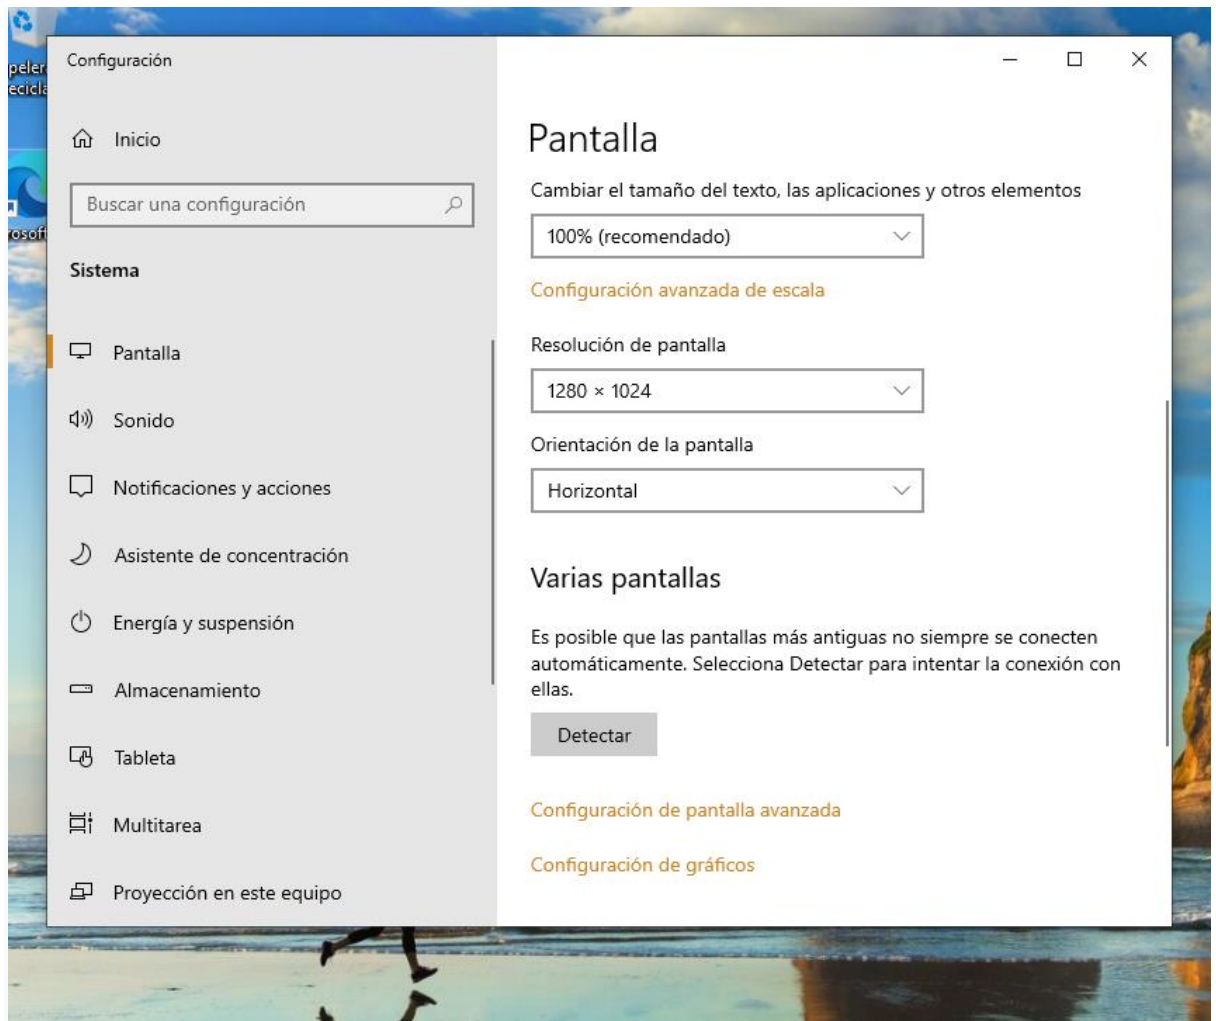 Configuración
Inicio
Buscar una configuración
Sistema
Pantalla
Sonido
Notificaciones y acciones
Asistente de concentración
Energía y suspensión
Almacenamiento
Tableta
Multitarea
Proyección en este equipo
Pantalla
Cambiar el tamaño del texto, las aplicaciones y otros elementos
100% (recomendado)
Configuración avanzada de escala
Resolución de pantalla
1280 × 1024
Orientación de la pantalla
Horizontal
Varias pantallas
Es posible que las pantallas más antiguas no siempre se conecten
automáticamente. Selecciona Detectar para intentar la conexión con
ellas.
Detectar
Configuración de pantalla avanzada
Configuración de gráficos